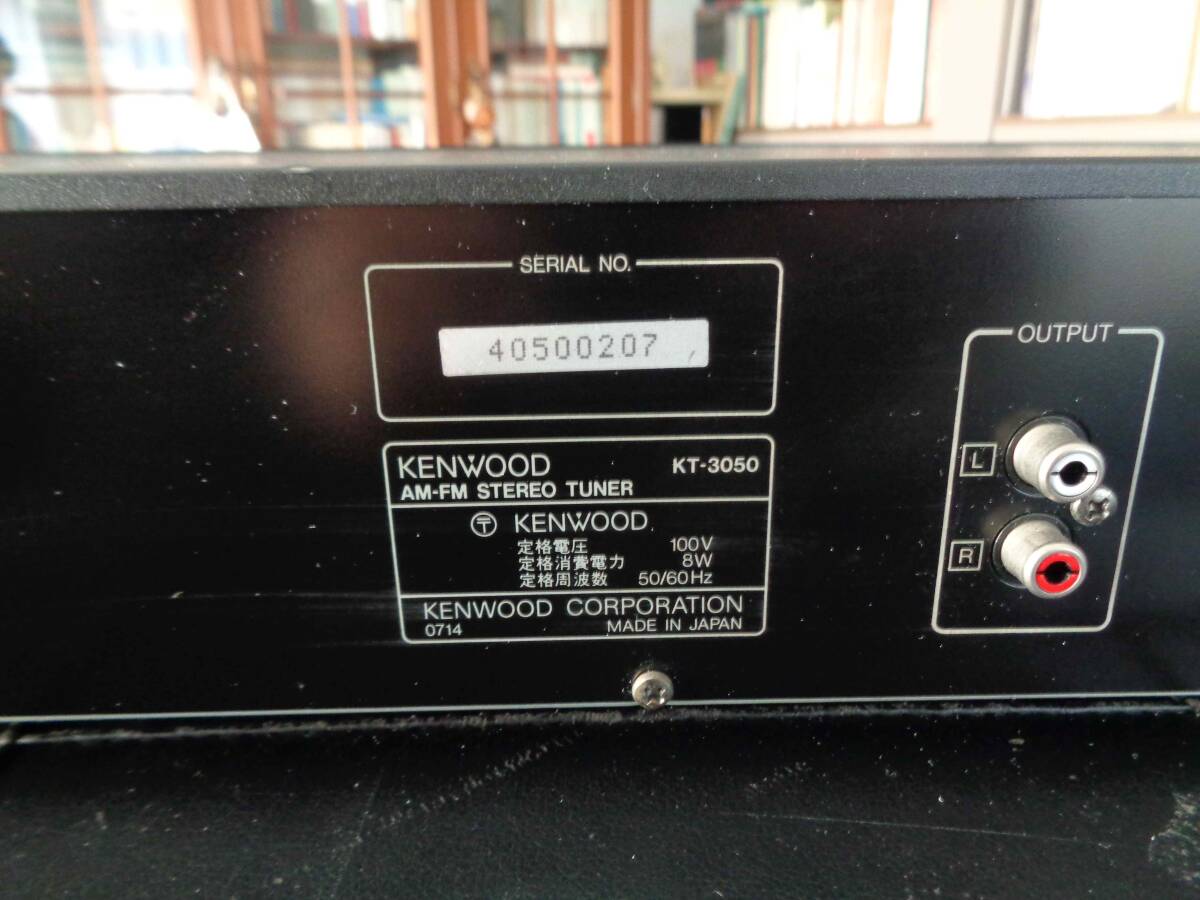 SERIAL NO.
40500207
KENWOOD KT-3050
AM-FM STEREO TUNER
〒 KENWOOD
定格電圧 100V
定格消費電力 8W
定格周波数 50/60Hz
KENWOOD CORPORATION
0714 MADE IN JAPAN
OUTPUT
L
R